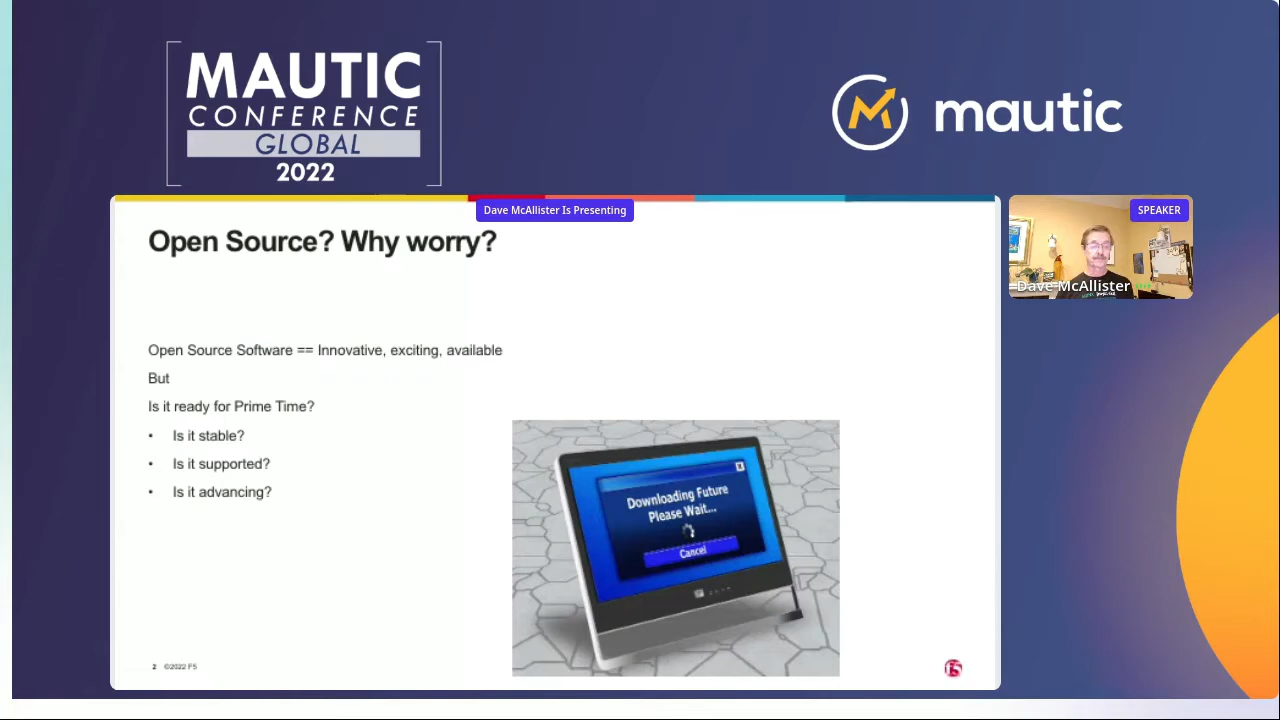 MAUTIC
CONFERENCE
GLOBAL
2022
mautic
Dave McAllister Is Presenting
SPEAKER
Dave McAllister
Open Source? Why worry?
Open Source Software == Innovative, exciting, available
But
Is it ready for Prime Time?
• Is it stable?
• Is it supported?
• Is it advancing?
Downloading Future
Please Wait...
Cancel
2 ©2022 F5
F5